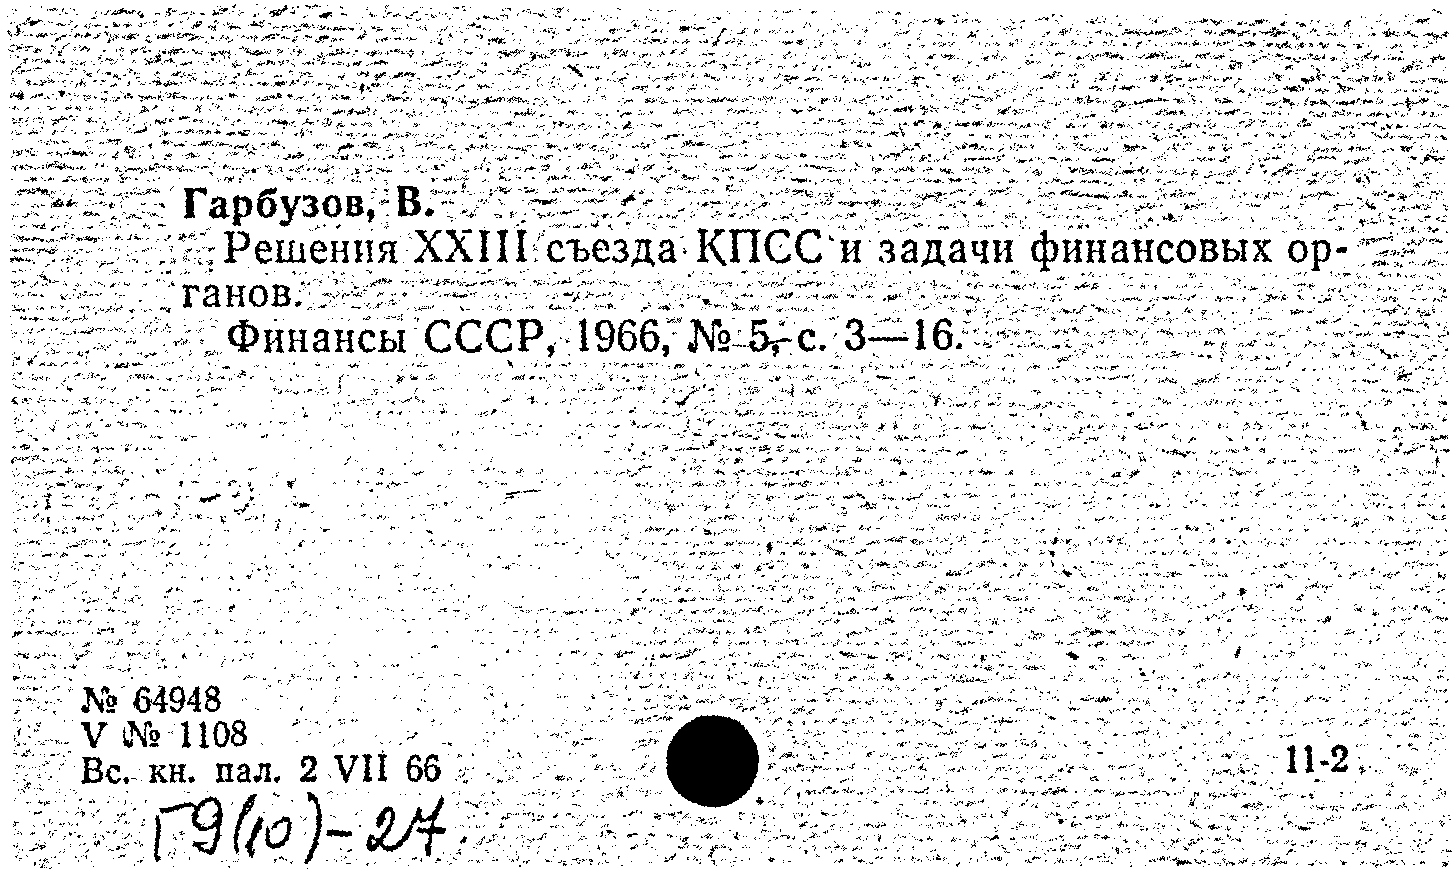 Гарбузов, В.
Решения XXIII съезда КПСС и задачи финансовых ор-
ганов.
Финансы СССР, 1966, № 5, с. 3—16.
№ 64948
V № 1108
Вс. кн. пал. 2 VII 66
11-2
Г9(10)-27